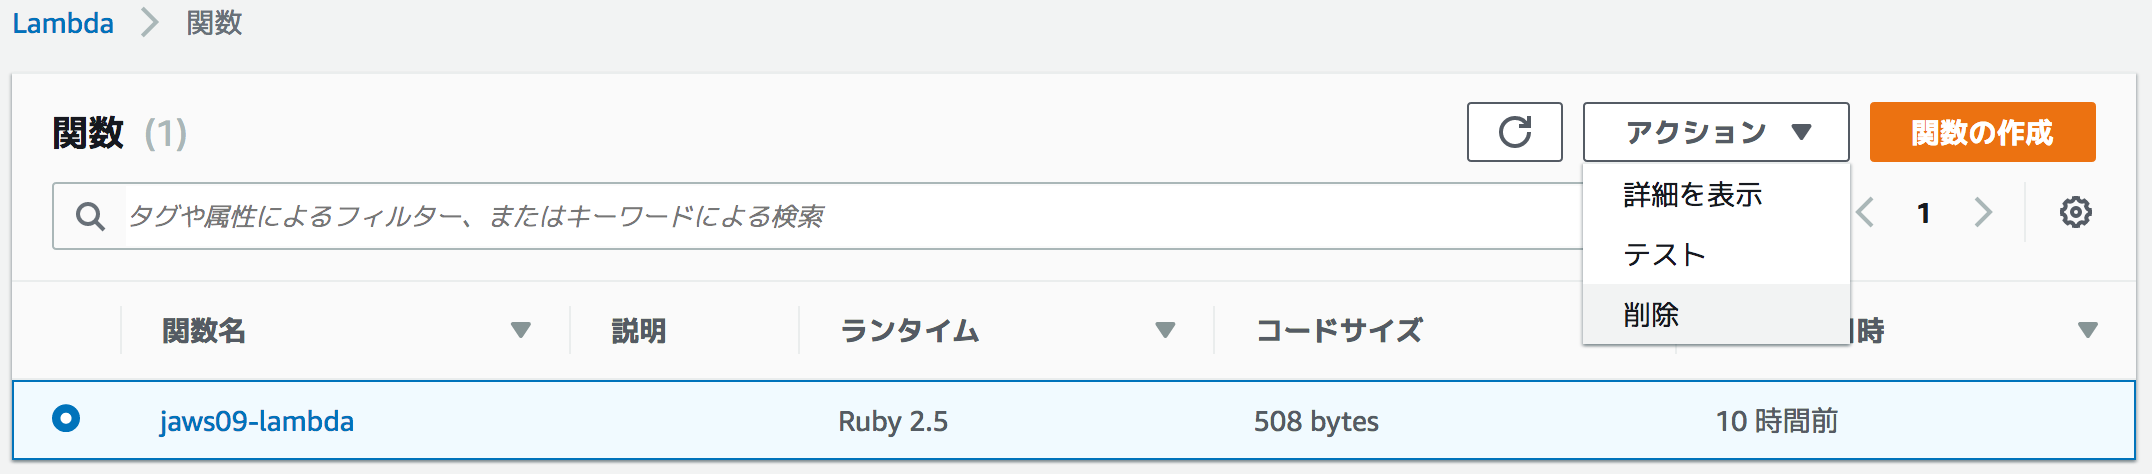 Lambda 関数
関数 (1) アクション 関数の作成
タグや属性によるフィルター、またはキーワードによる検索 1
詳細を表示
テスト
削除
関数名 説明 ランタイム コードサイズ 時
jaws09-lambda Ruby 2.5 508 bytes 10 時間前